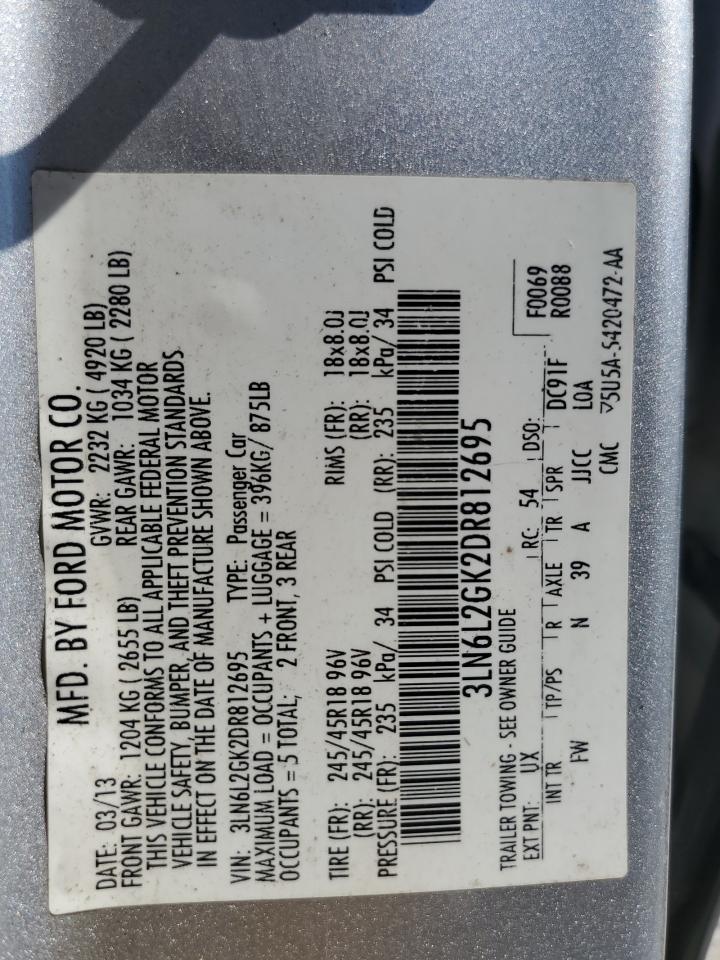 MFD. BY FORD MOTOR CO.
DATE: 03/13 GVWR: 2232 KG ( 4920 LB)
FRONT GAWR: 1204 KG ( 2655 LB) REAR GAWR: 1034 KG ( 2280 LB)
THIS VEHICLE CONFORMS TO ALL APPLICABLE FEDERAL MOTOR
VEHICLE SAFETY, BUMPER, AND THEFT PREVENTION STANDARDS
IN EFFECT ON THE DATE OF MANUFACTURE SHOWN ABOVE.
VIN: 3LN6L2GK2DR812695 TYPE: Passenger Car
MAXIMUM LOAD = OCCUPANTS + LUGGAGE = 396KG/ 875LB
OCCUPANTS = 5 TOTAL, 2 FRONT, 3 REAR
TIRE (FR): 245/45R18 96V RIMS (FR): 18x8.0J
(RR): 245/45R18 96V (RR): 18x8.0J
PRESSURE (FR): 235 kPa/ 34 PSI COLD (RR): 235 kPa/ 34 PSI COLD
3LN6L2GK2DR812695
TRAILER TOWING - SEE OWNER GUIDE
F0069
R0088
EXT PNT: UX RC: 54 DSO: DC91F
INT TR TP/PS R AXLE TR SPR LOA
FW N 39 A JJCC
CMC 5U5A-5420472-AA